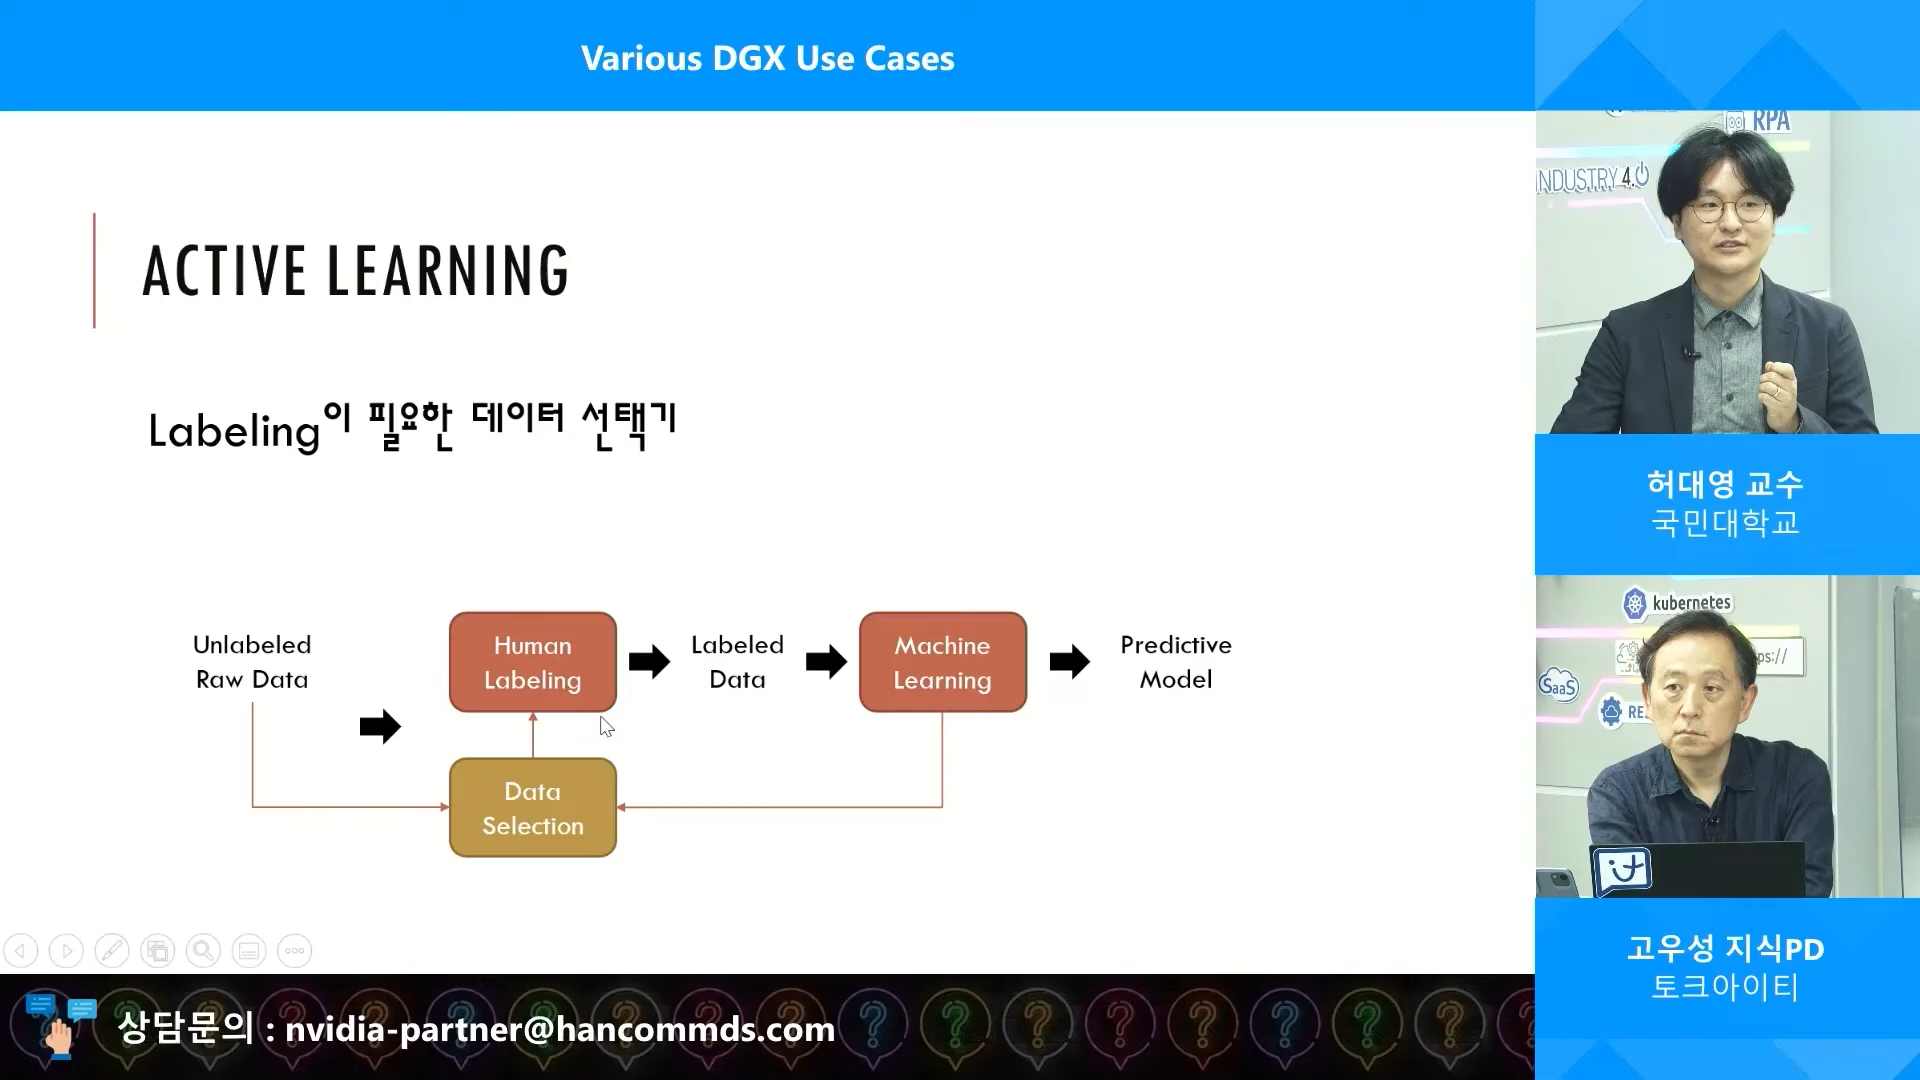 Various DGX Use Cases
RPA
INDUSTRY 4.0
ACTIVE LEARNING
Labeling이 필요한 데이터 선택기
허대영 교수
국민대학교
Unlabeled
Raw Data
Human
Labeling
Labeled
Data
Machine
Learning
Predictive
Model
Data
Selection
kubernetes
ps://
SaaS
RE
고우성 지식PD
토크아이티
상담문의 : nvidia-partner@hancommds.com